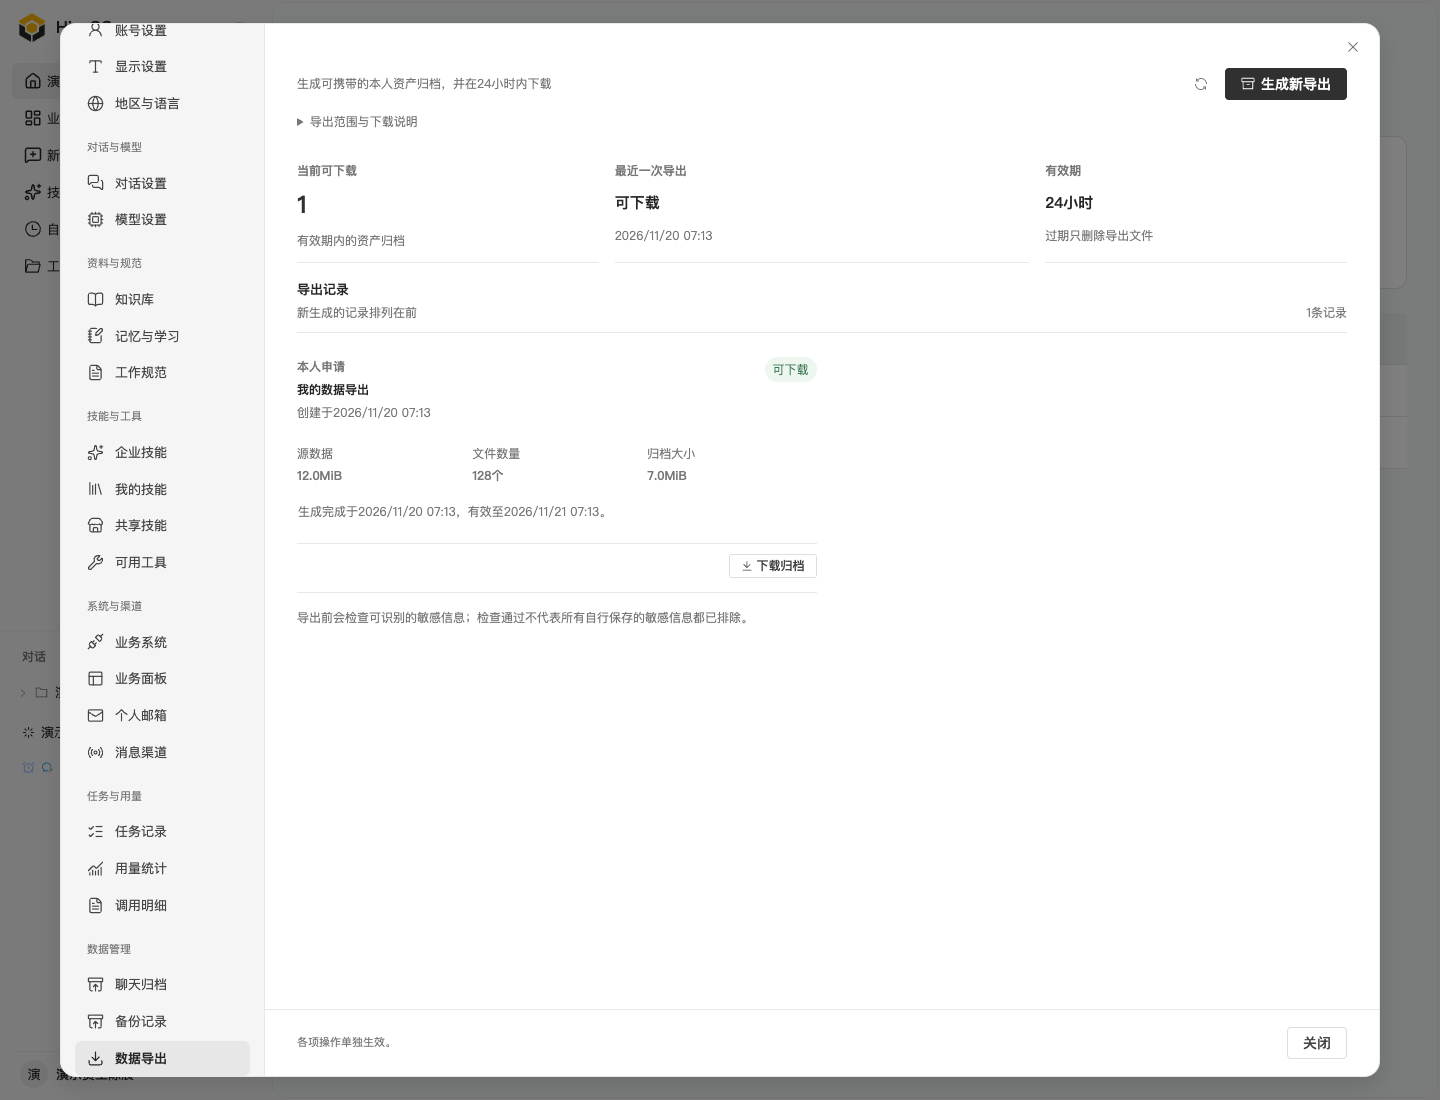 账号设置
显示设置
地区与语言
对话与模型
对话设置
模型设置
资料与规范
知识库
记忆与学习
工作规范
技能与工具
企业技能
我的技能
共享技能
可用工具
系统与渠道
业务系统
业务面板
个人邮箱
消息渠道
任务与用量
任务记录
用量统计
调用明细
数据管理
聊天归档
备份记录
数据导出
对话
演
生成可携带的本人资产归档，并在24小时内下载
生成新导出
导出范围与下载说明
当前可下载
1
有效期内的资产归档
最近一次导出
可下载
2026/11/20 07:13
有效期
24小时
过期只删除导出文件
导出记录
新生成的记录排列在前
1条记录
本人申请
可下载
我的数据导出
创建于2026/11/20 07:13
源数据
文件数量
归档大小
12.0MiB
128个
7.0MiB
生成完成于2026/11/20 07:13，有效至2026/11/21 07:13。
下载归档
导出前会检查可识别的敏感信息；检查通过不代表所有自行保存的敏感信息都已排除。
各项操作单独生效。
关闭